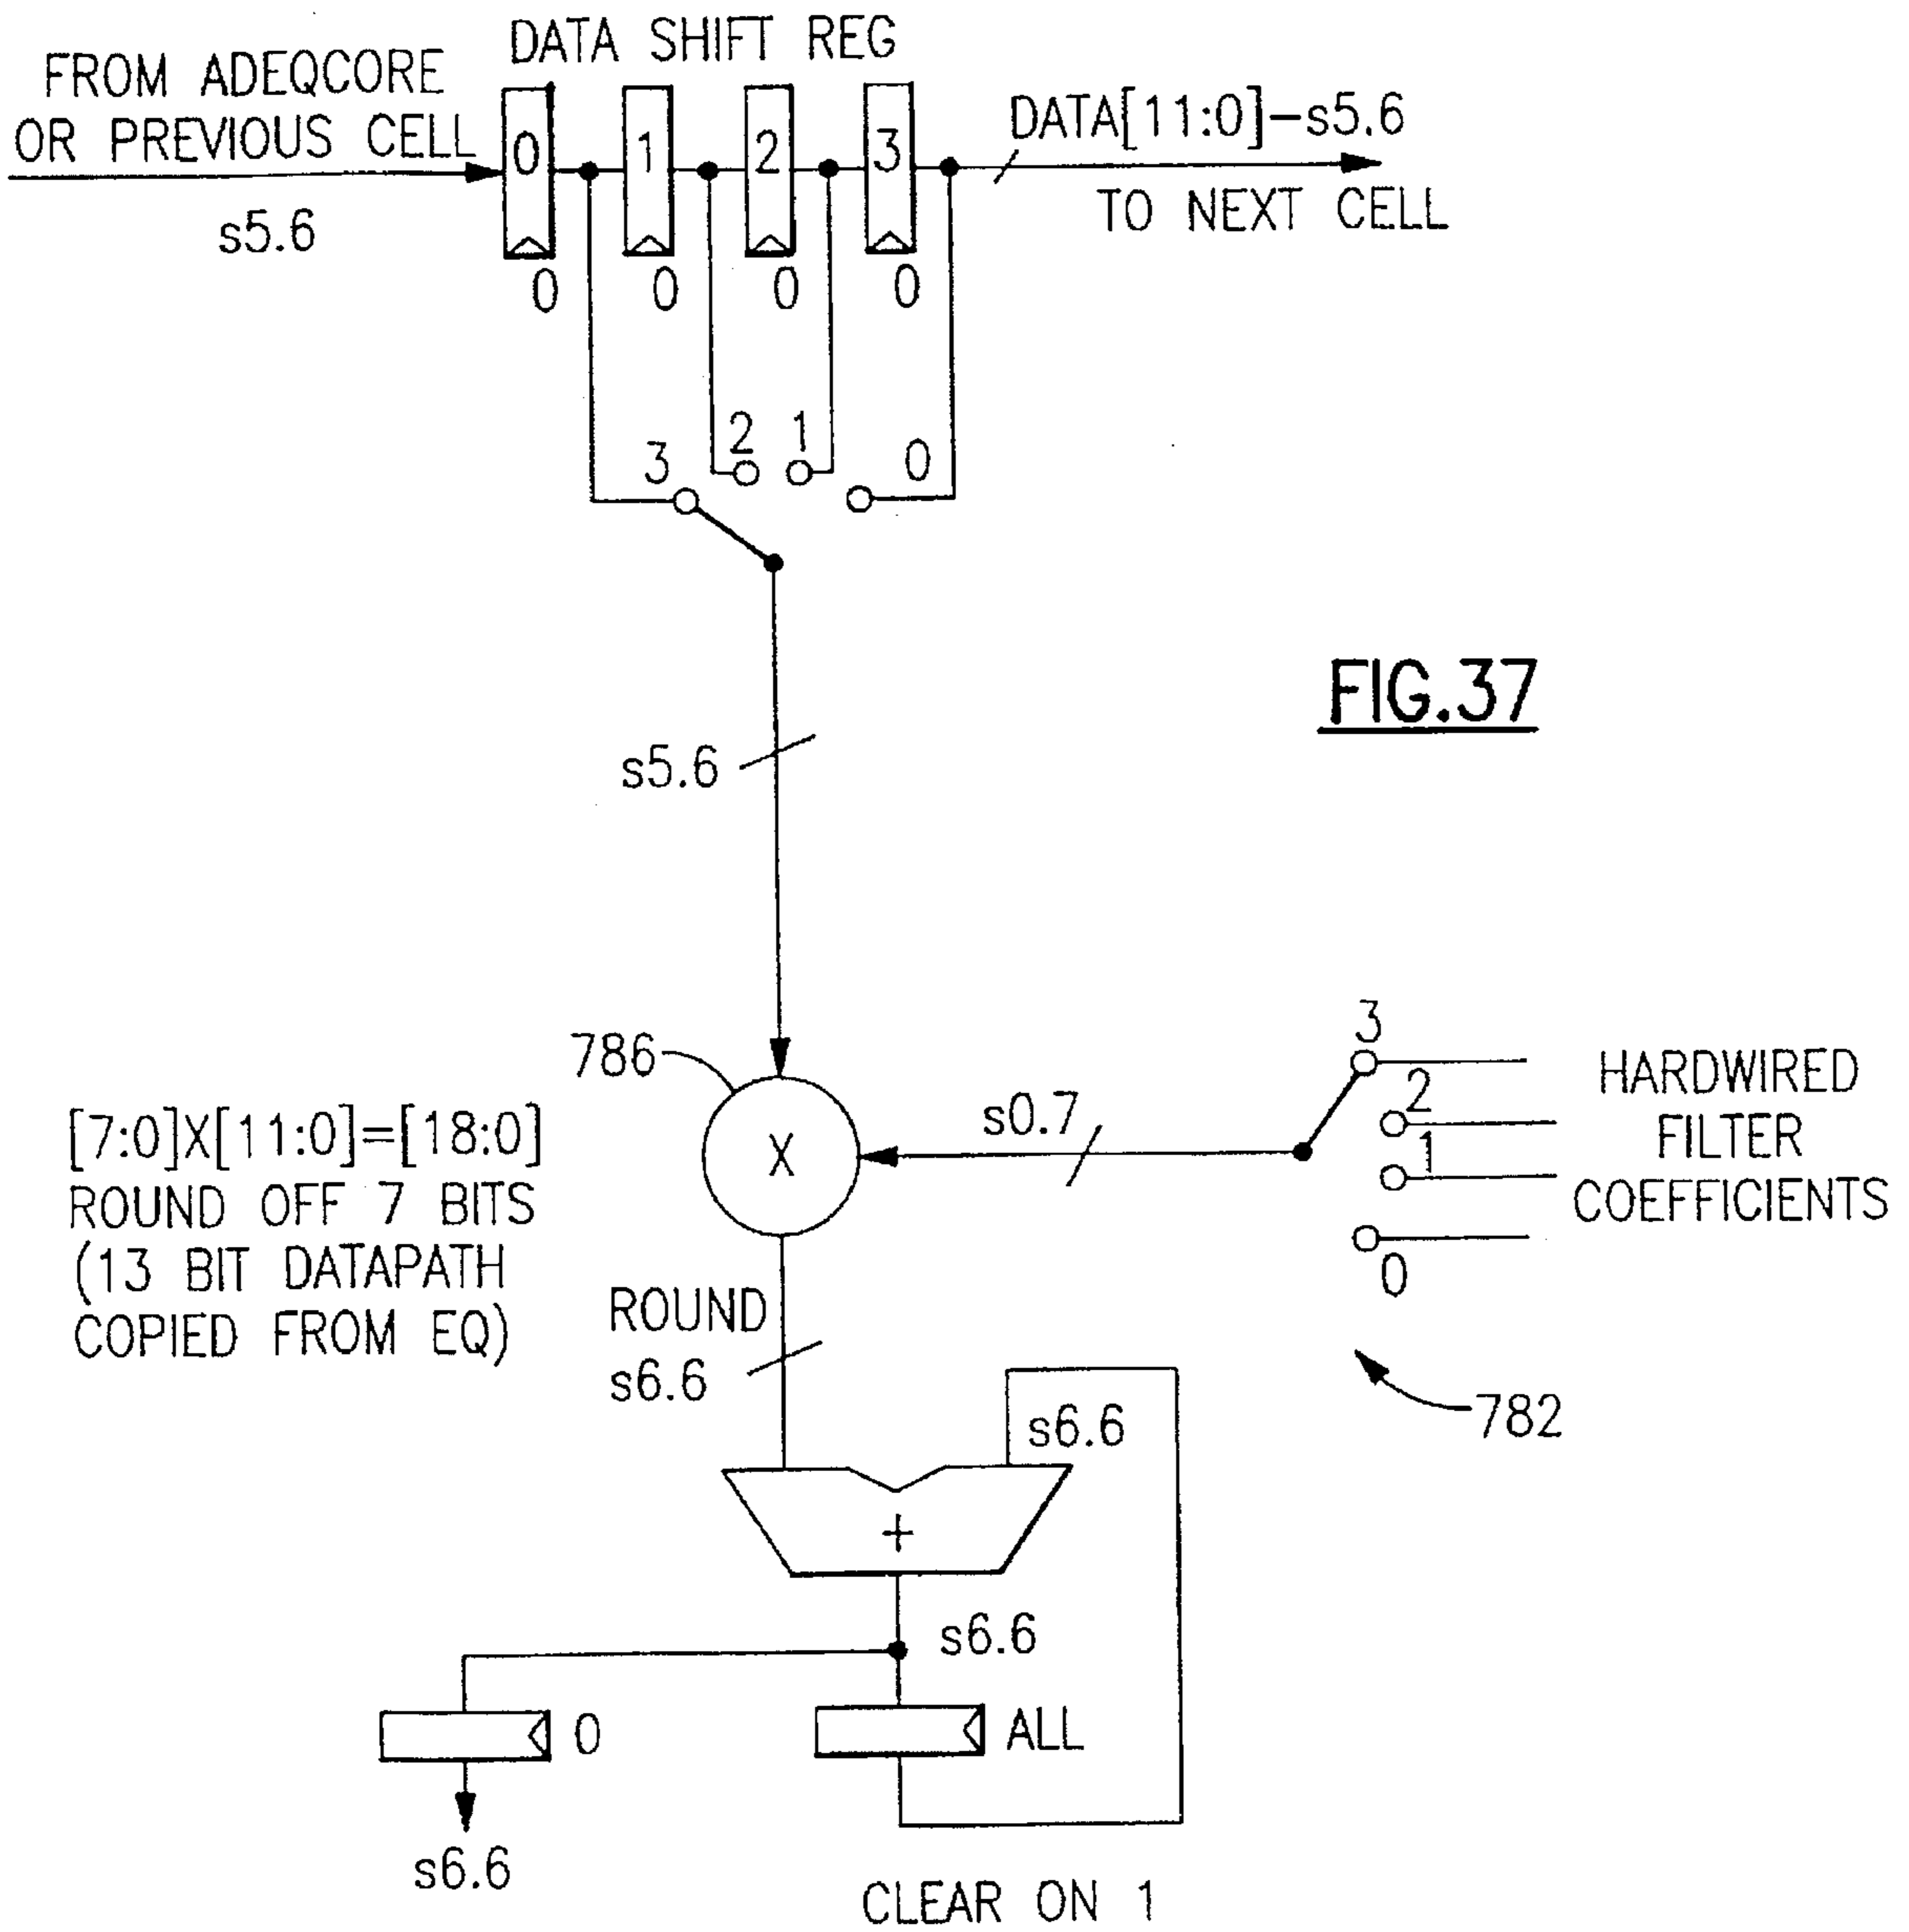 DATA SHIFT REG
FROM ADEQCORE
OR PREVIOUS CELL
s5.6
0
1
2
3
DATA[11:0]-s5.6
TO NEXT CELL
0
0
0
0
3
2
1
0
s5.6
FIG.37
786
X
s0.7
3
2
1
0
HARDWIRED
FILTER
COEFFICIENTS
782
[7:0]X[11:0]=[18:0]
ROUND OFF 7 BITS
(13 BIT DATAPATH
COPIED FROM EQ)
ROUND
s6.6
s6.6
+
s6.6
0
ALL
s6.6
CLEAR ON 1